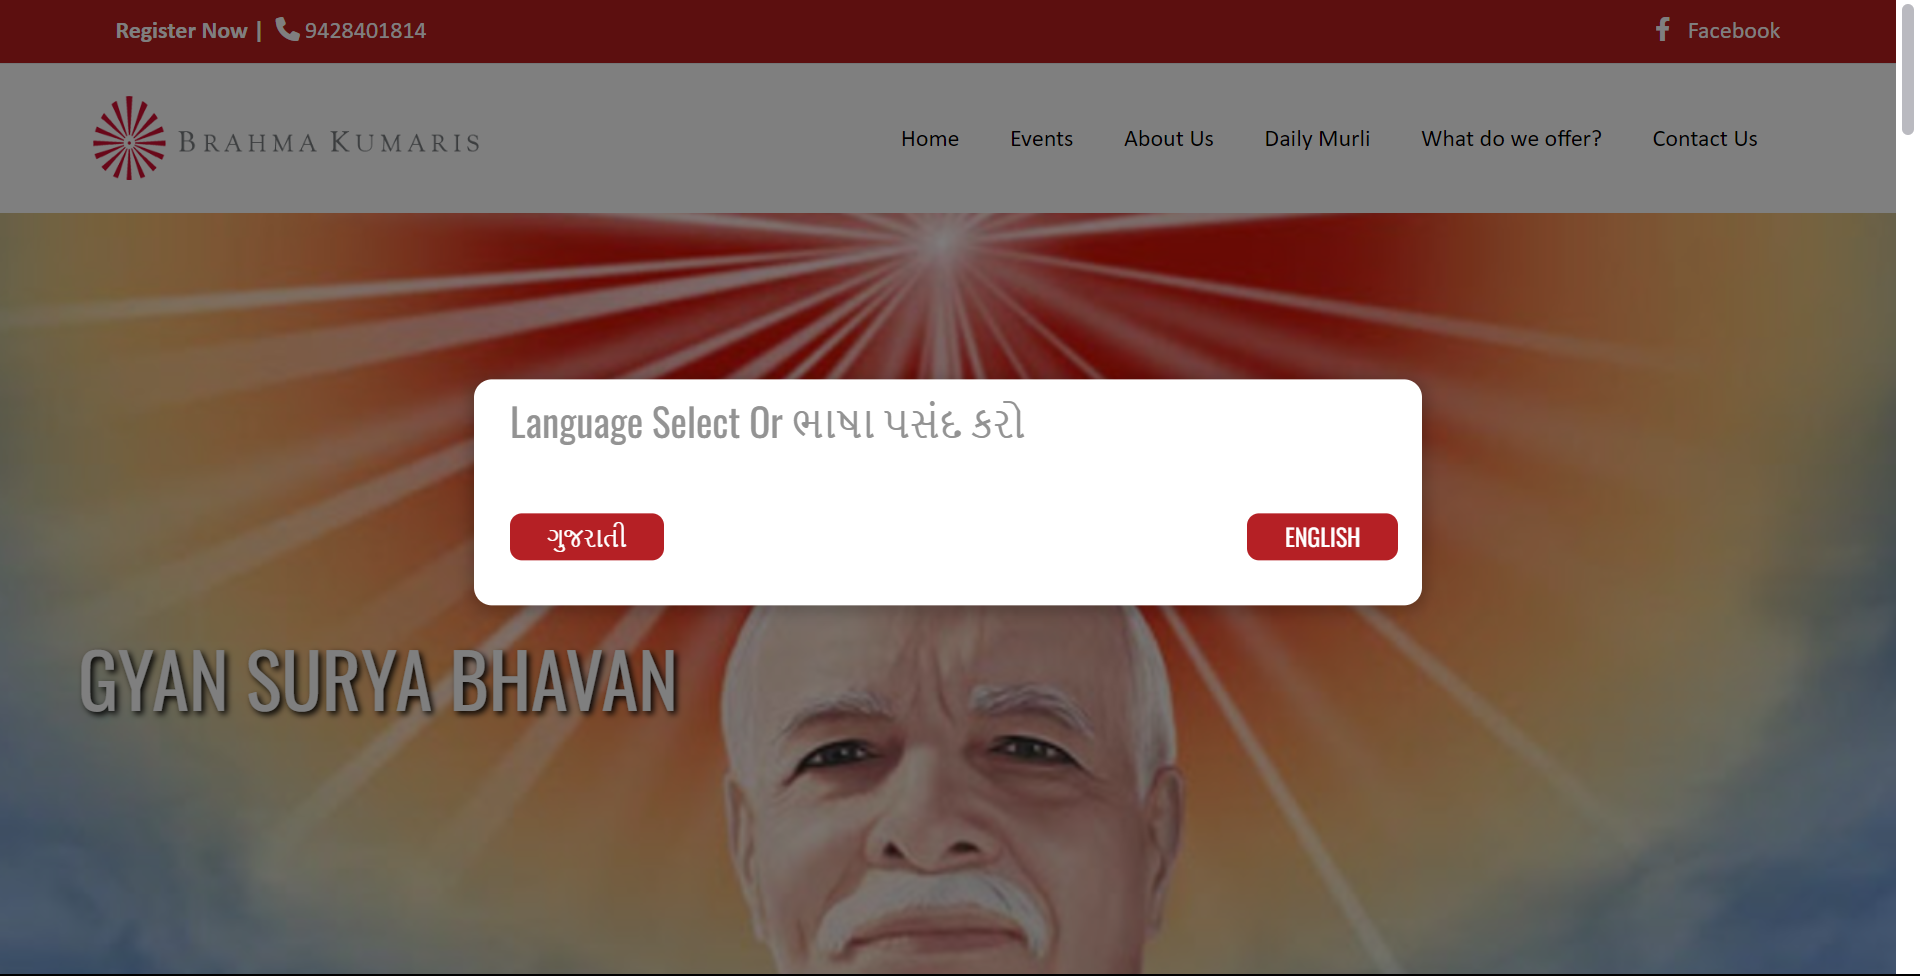 Register Now | 9428401814
Facebook
BRAHMA KUMARIS
Home
Events
About Us
Daily Murli
What do we offer?
Contact Us
Language Select Or ભાષા પસંદ કરો
ગુજરાતી
ENGLISH
GYAN SURYA BHAVAN